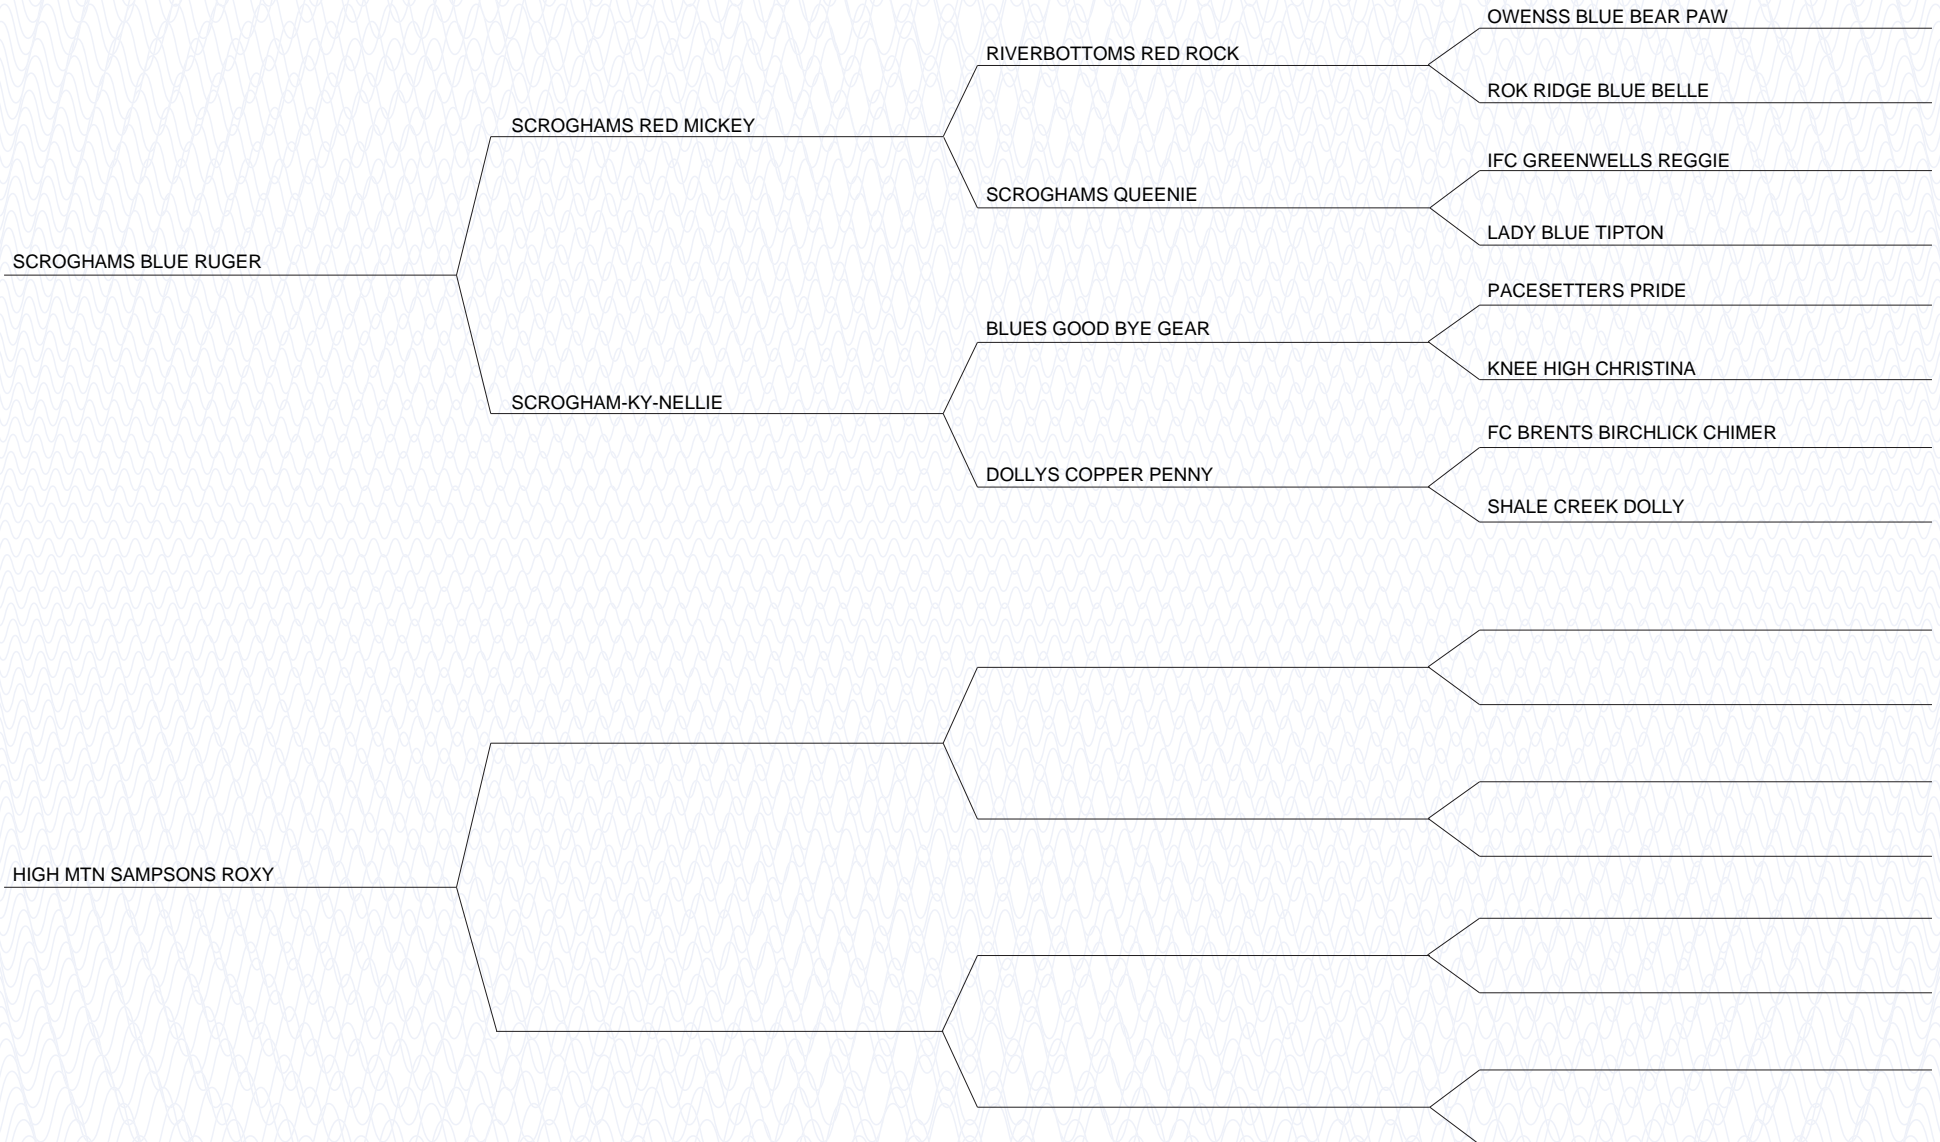 OWENSS BLUE BEAR PAW
RIVERBOTTOMS RED ROCK
ROK RIDGE BLUE BELLE
SCROGHAMS RED MICKEY
IFC GREENWELLS REGGIE
SCROGHAMS QUEENIE
LADY BLUE TIPTON
SCROGHAMS BLUE RUGER
PACESETTERS PRIDE
BLUES GOOD BYE GEAR
KNEE HIGH CHRISTINA
SCROGHAM-KY-NELLIE
FC BRENTS BIRCHLICK CHIMER
DOLLYS COPPER PENNY
SHALE CREEK DOLLY
HIGH MTN SAMPSONS ROXY